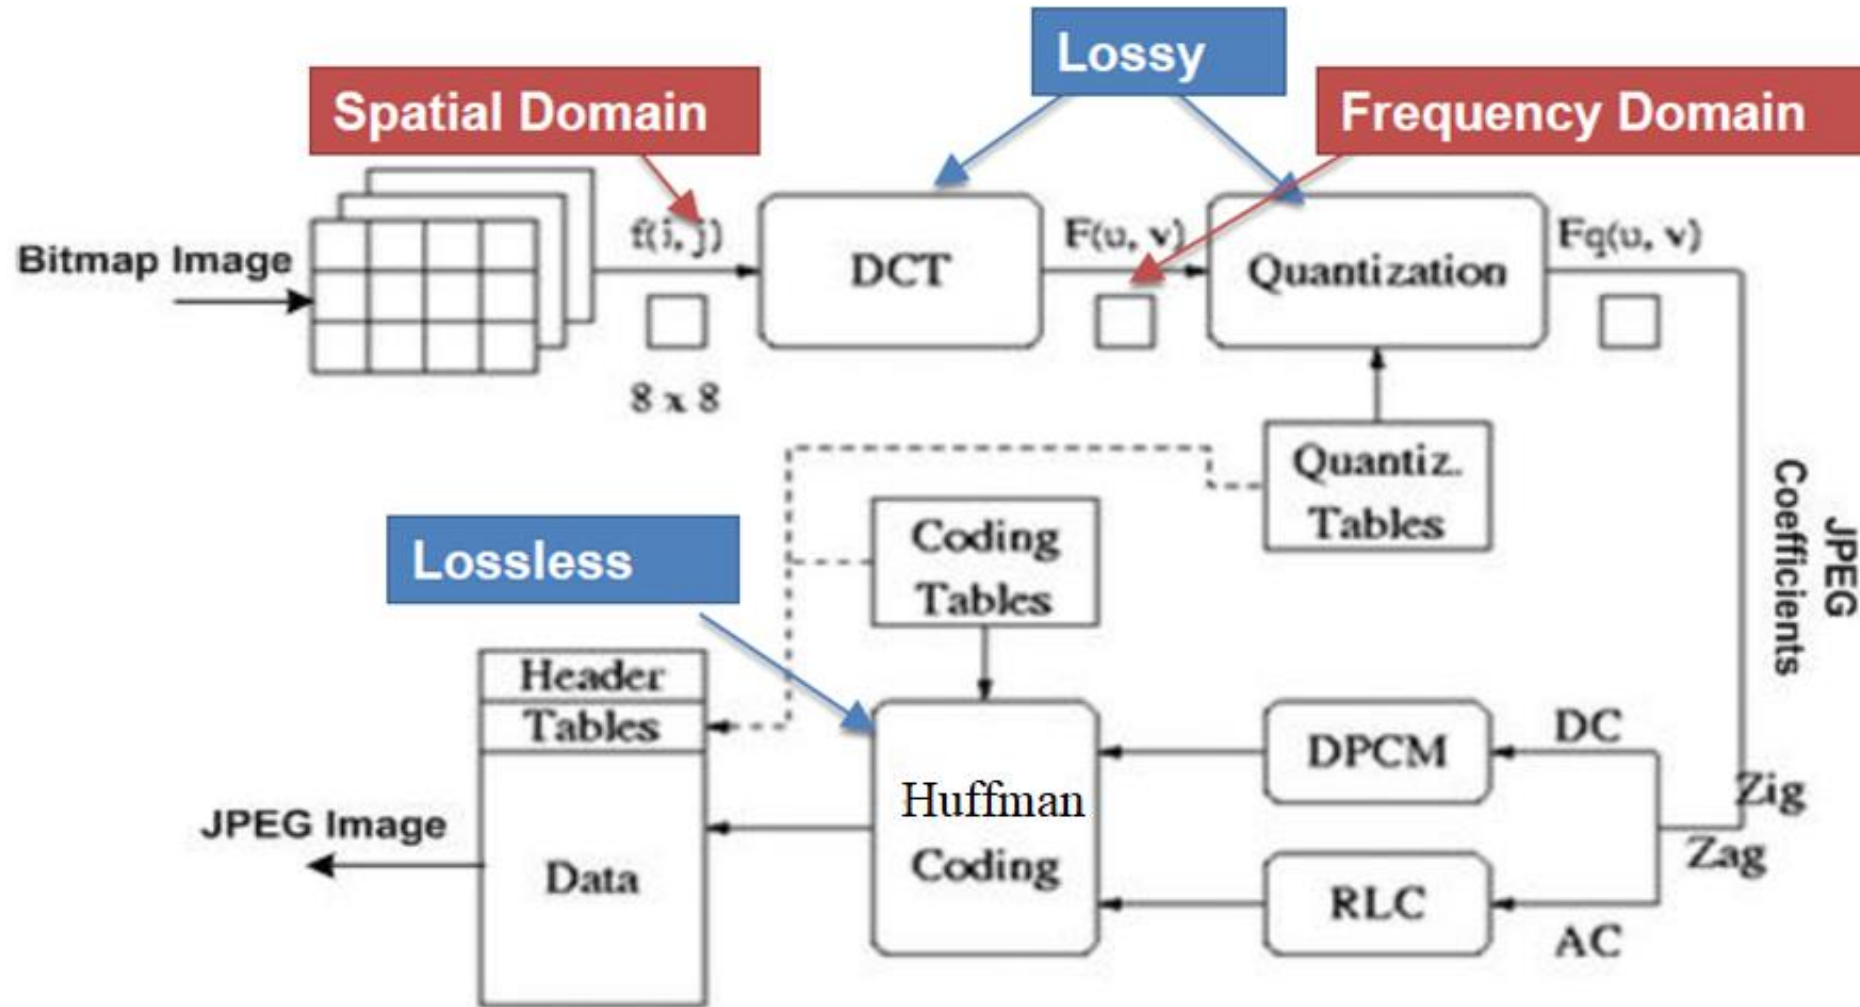 Lossy
Spatial Domain
Frequency Domain
Bitmap Image
f(i, j)
8 x 8
DCT
F(u, v)
Quantization
Fq(u, v)
Quantiz.
Tables
JPEG
Coefficients
Coding
Tables
Lossless
Header
Tables
Data
JPEG Image
Huffman
Coding
DPCM
RLC
DC
AC
Zig
Zag